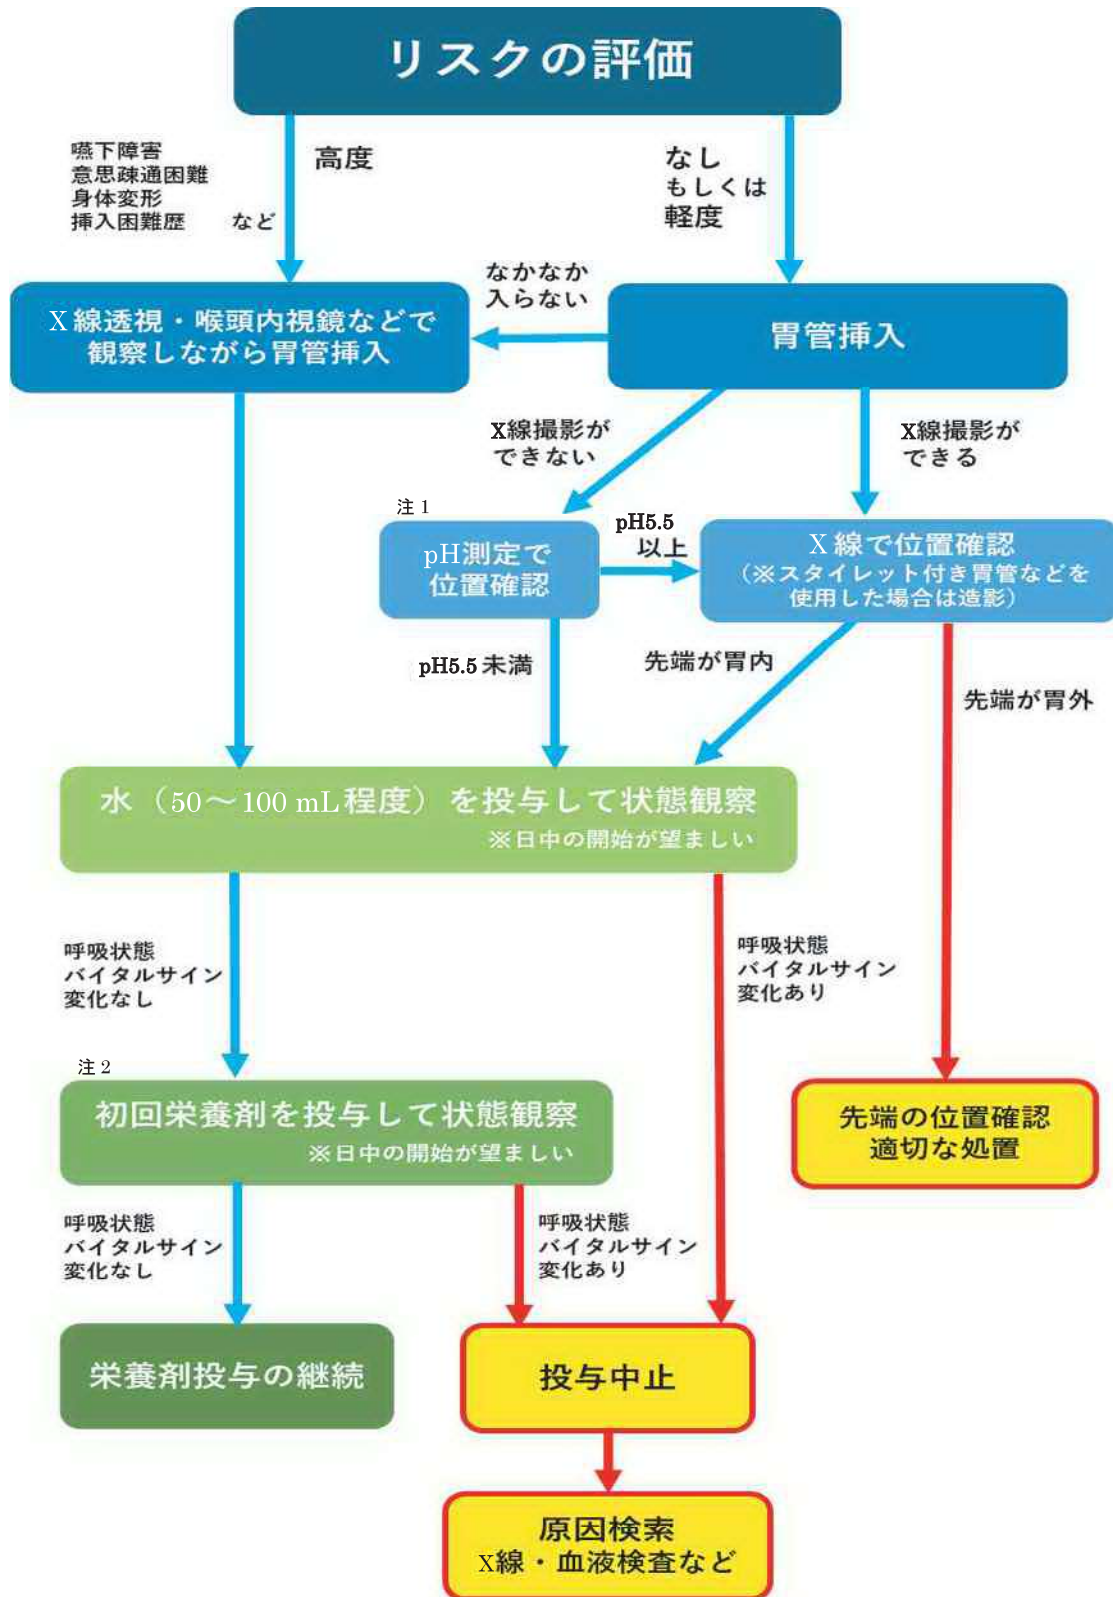 リスクの評価
嚥下障害
意思疎通困難
身体変形
挿入困難歴 など
高度
なし
もしくは
軽度
なかなか
入らない
X線透視・喉頭内視鏡などで
観察しながら胃管挿入
胃管挿入
X線撮影が
できない
X線撮影が
できる
注1
pH測定で
位置確認
pH5.5
以上
X線で位置確認
（※スタイレット付き胃管などを
使用した場合は造影）
pH5.5未満
先端が胃内
先端が胃外
水（50～100 mL程度）を投与して状態観察
※日中の開始が望ましい
呼吸状態
バイタルサイン
変化なし
呼吸状態
バイタルサイン
変化あり
注2
初回栄養剤を投与して状態観察
※日中の開始が望ましい
先端の位置確認
適切な処置
呼吸状態
バイタルサイン
変化なし
呼吸状態
バイタルサイン
変化あり
栄養剤投与の継続
投与中止
原因検索
X線・血液検査など